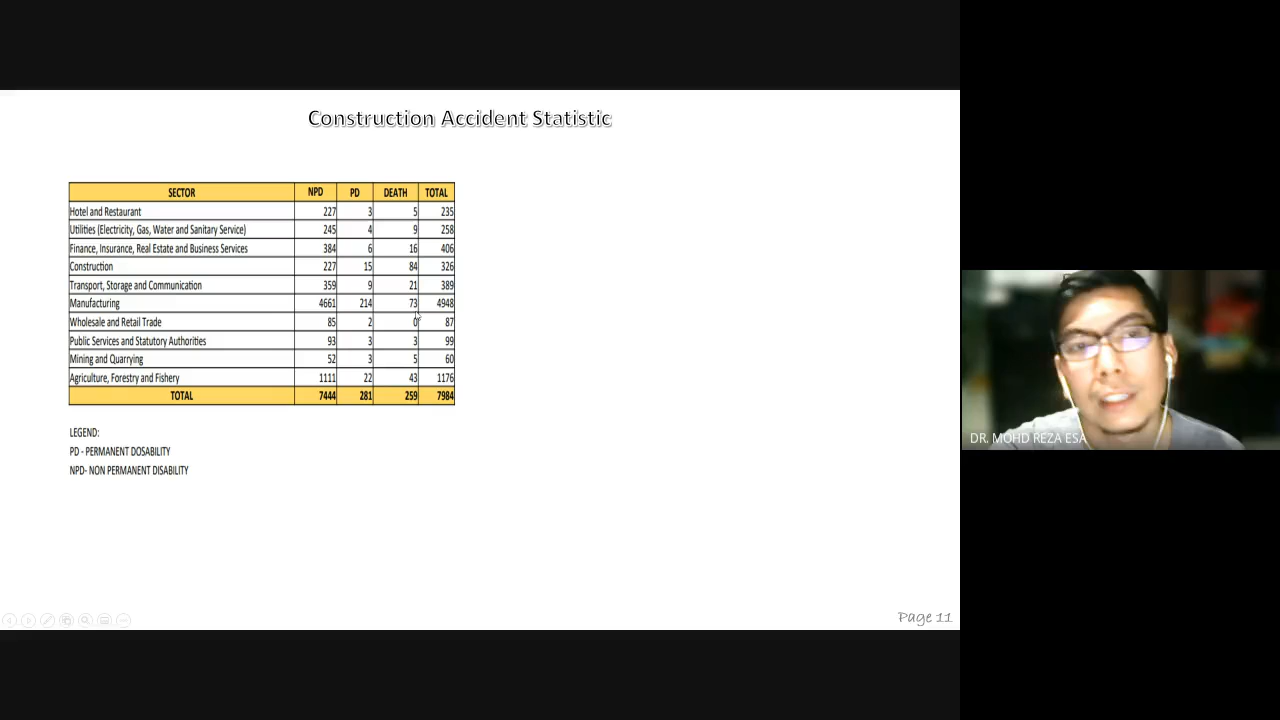 Construction Accident Statistic
SECTOR NPD PD DEATH TOTAL
Hotel and Restaurant 227 3 5 235
Utilities (Electricity, Gas, Water and Sanitary Service) 245 4 9 258
Finance, Insurance, Real Estate and Business Services 384 6 16 406
Construction 227 15 84 326
Transport, Storage and Communication 359 9 21 389
Manufacturing 4661 214 73 4948
Wholesale and Retail Trade 85 2 0 87
Public Services and Statutory Authorities 93 3 3 99
Mining and Quarrying 52 3 5 60
Agriculture, Forestry and Fishery 1111 22 43 1176
TOTAL 7444 281 259 7984
LEGEND:
PD - PERMANENT DOSABILITY
NPD- NON PERMANENT DISABILITY
Page 11
DR. MOHD REZA ESA